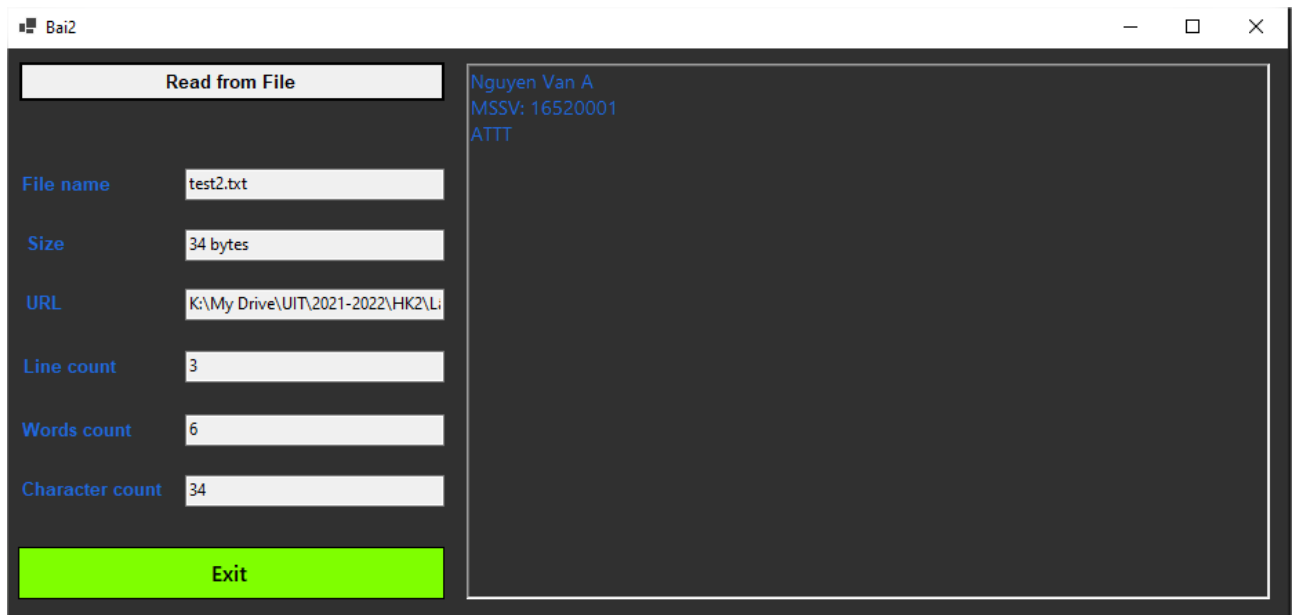 Bai2
Read from File
File name
test2.txt
Size
34 bytes
URL
K:\My Drive\UIT\2021-2022\HK2\L
Line count
3
Words count
6
Character count
34
Exit
Nguyen Van A
MSSV: 16520001
ATTT